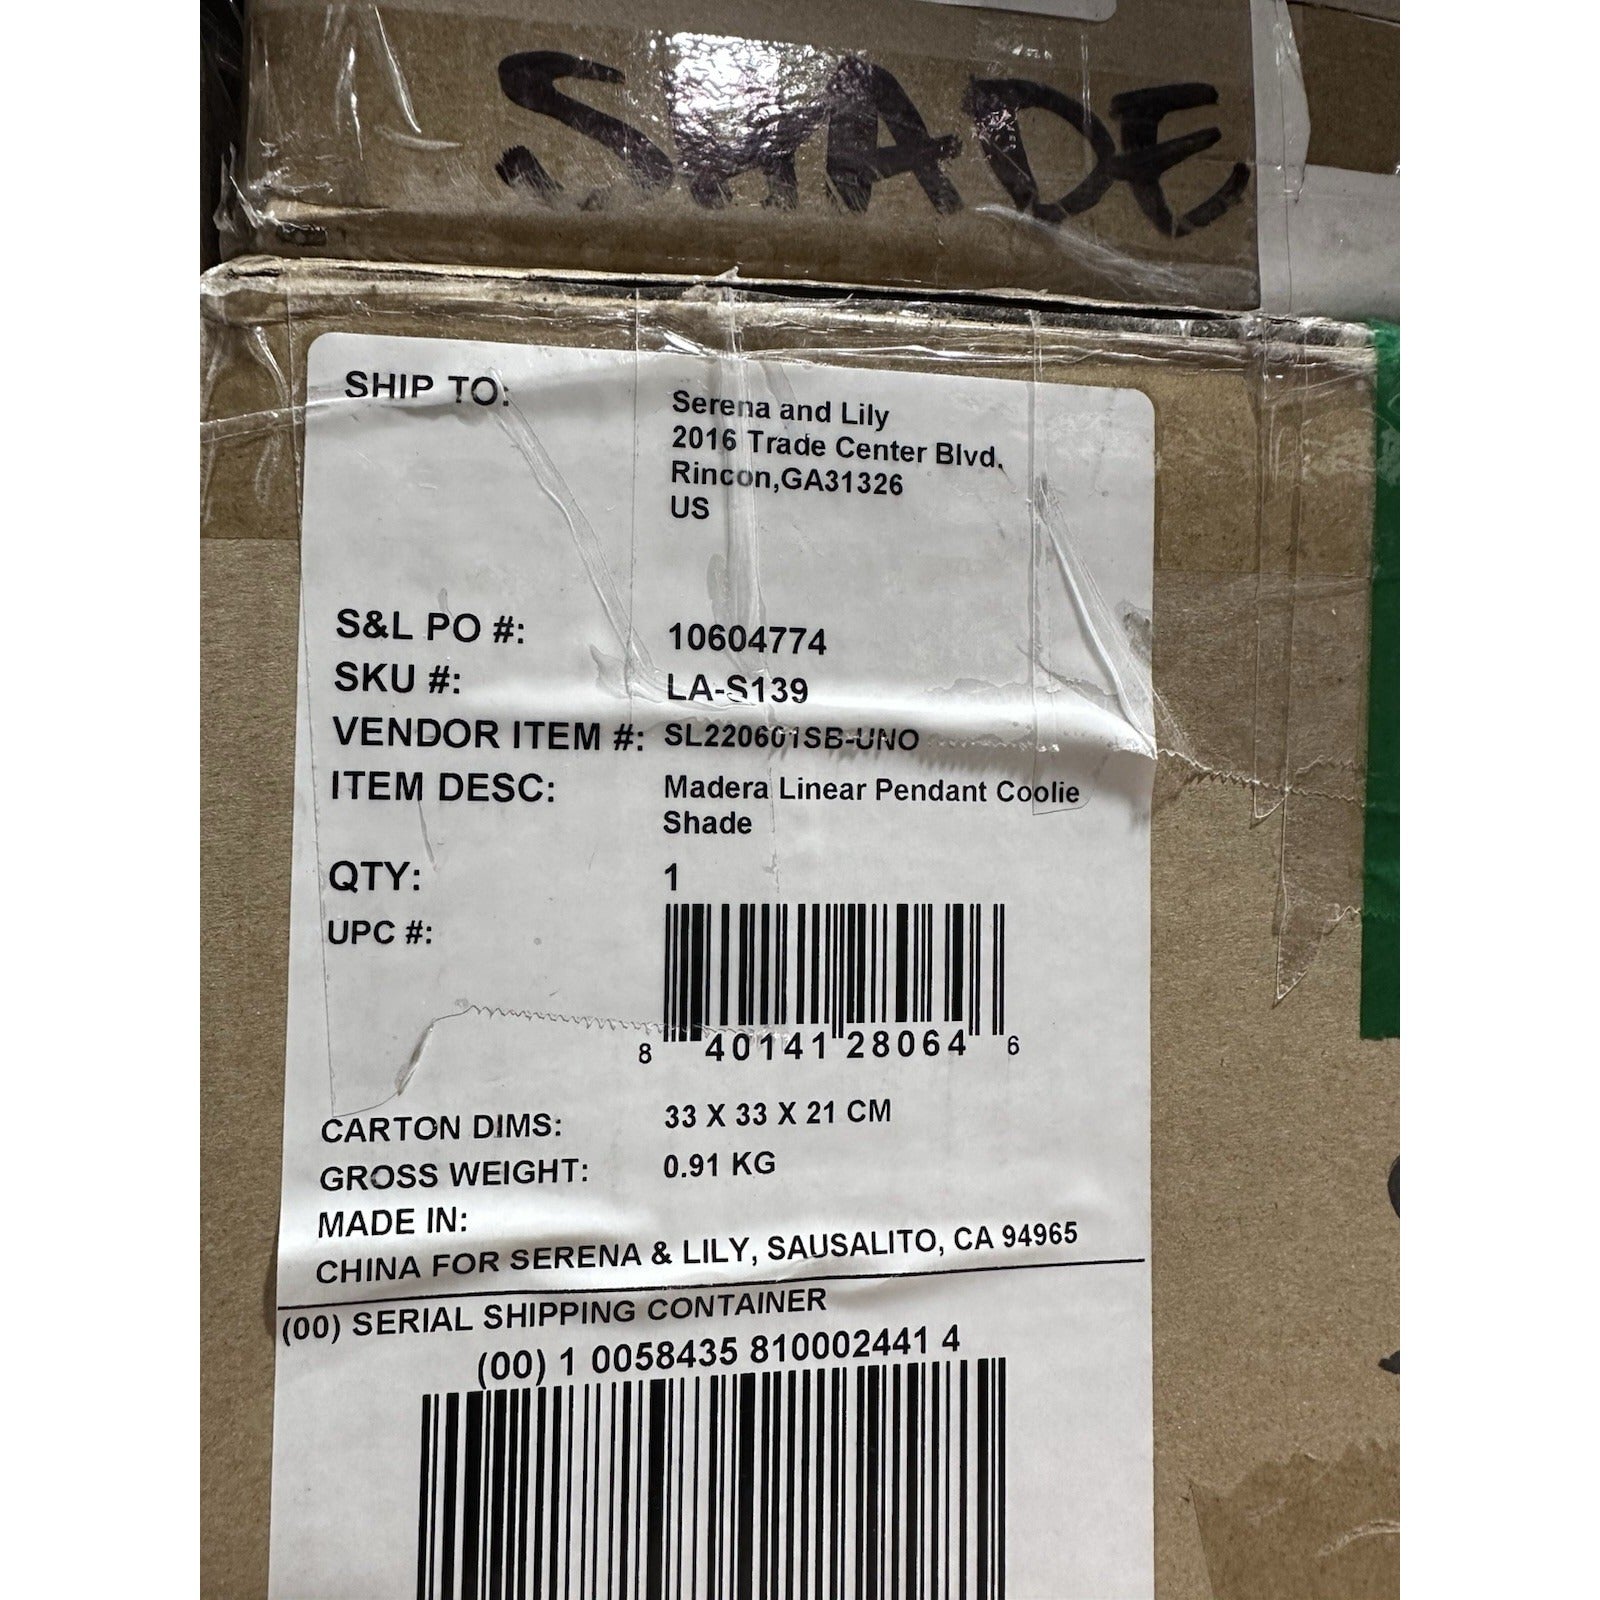 SHADE
SHIP TO:
Serena and Lily
2016 Trade Center Blvd.
Rincon,GA31326
US
S&L PO #: 10604774
SKU #: LA-S139
VENDOR ITEM #: SL220601SB-UNO
ITEM DESC: Madera Linear Pendant Coolie
Shade
QTY: 1
UPC #:
8 40141 28064 6
CARTON DIMS: 33 X 33 X 21 CM
GROSS WEIGHT: 0.91 KG
MADE IN:
CHINA FOR SERENA & LILY, SAUSALITO, CA 94965
(00) SERIAL SHIPPING CONTAINER
(00) 1 0058435 810002441 4